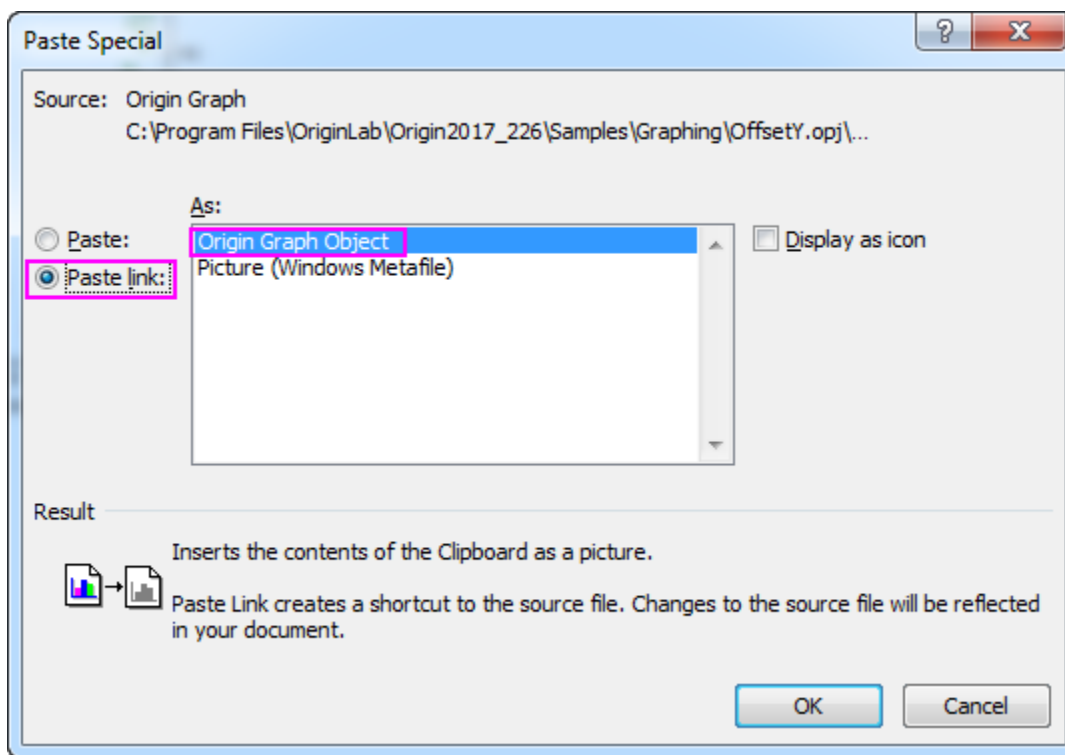 Paste Special
Source: Origin Graph
C:\Program Files\OriginLab\Origin2017_226\Samples\Graphing\OffsetY.opj\...
As:
Paste:
Origin Graph Object
Display as icon
Paste link:
Picture (Windows Metafile)
Result
Inserts the contents of the Clipboard as a picture.
Paste Link creates a shortcut to the source file. Changes to the source file will be reflected
in your document.
OK
Cancel